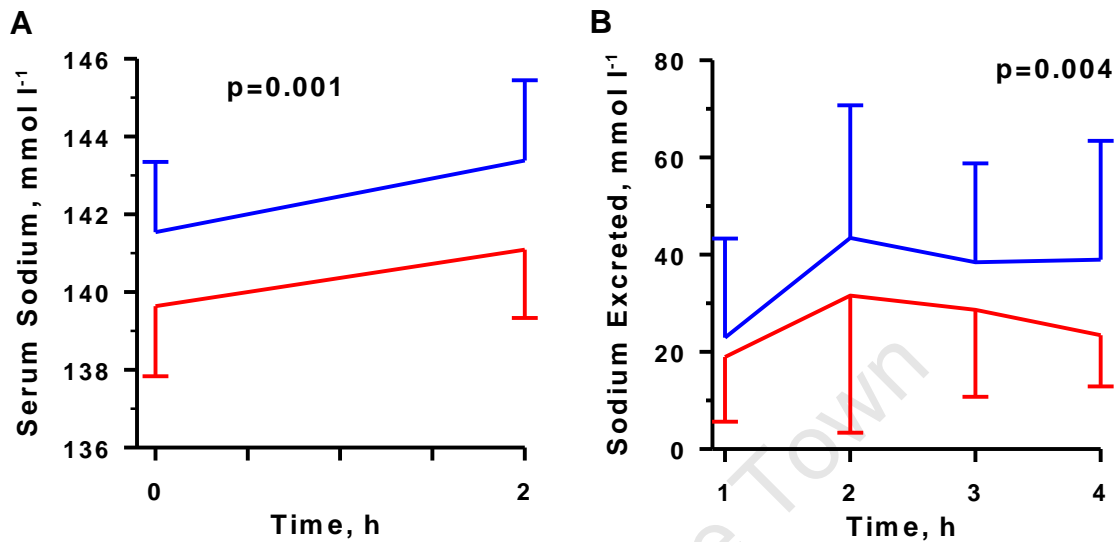 A
p=0.001
Serum Sodium, mmol l⁻¹
146
144
142
140
138
136
0
2
Time, h
B
p=0.004
Sodium Excreted, mmol l⁻¹
80
60
40
20
0
1
2
3
4
Time, h
Town